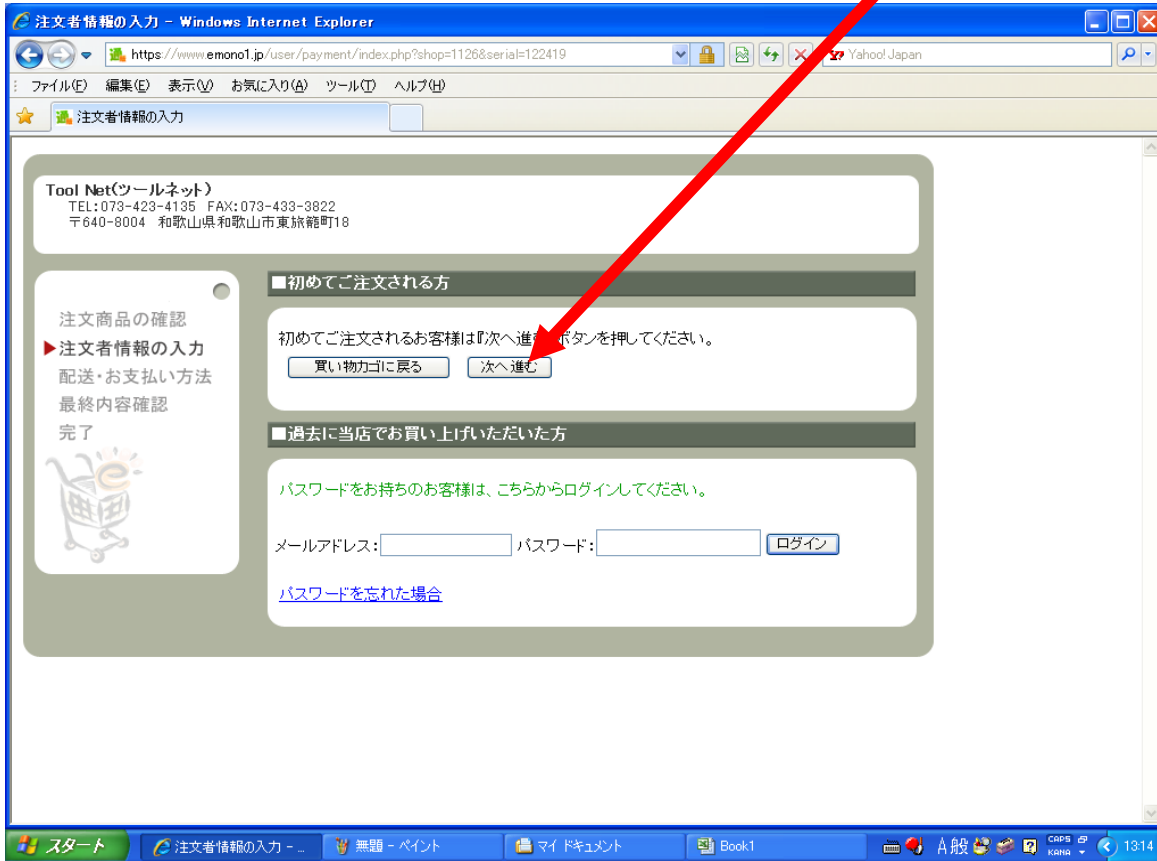 注文者情報の入力 - Windows Internet Explorer
https://www.emono1.jp/user/payment/index.php?shop=1126&serial=122419
Yahoo! Japan
ファイル(F) 編集(E) 表示(V) お気に入り(A) ツール(T) ヘルプ(H)
注文者情報の入力
Tool Net(ツールネット)
TEL:073-423-4135 FAX:073-433-3822
〒640-8004 和歌山県和歌山市東旅籠町18
注文商品の確認
▶注文者情報の入力
配送・お支払い方法
最終内容確認
完了
■初めてご注文される方
初めてご注文されるお客様は『次へ進む ボタンを押してください。
買い物カゴに戻る 次へ進む
■過去に当店でお買い上げいただいた方
パスワードをお持ちのお客様は、こちらからログインしてください。
メールアドレス: パスワード: ログイン
パスワードを忘れた場合
スタート 注文者情報の入力 - ... 無題 - ペイント マイ ドキュメント Book1 A般 CAPS KANA 13:14